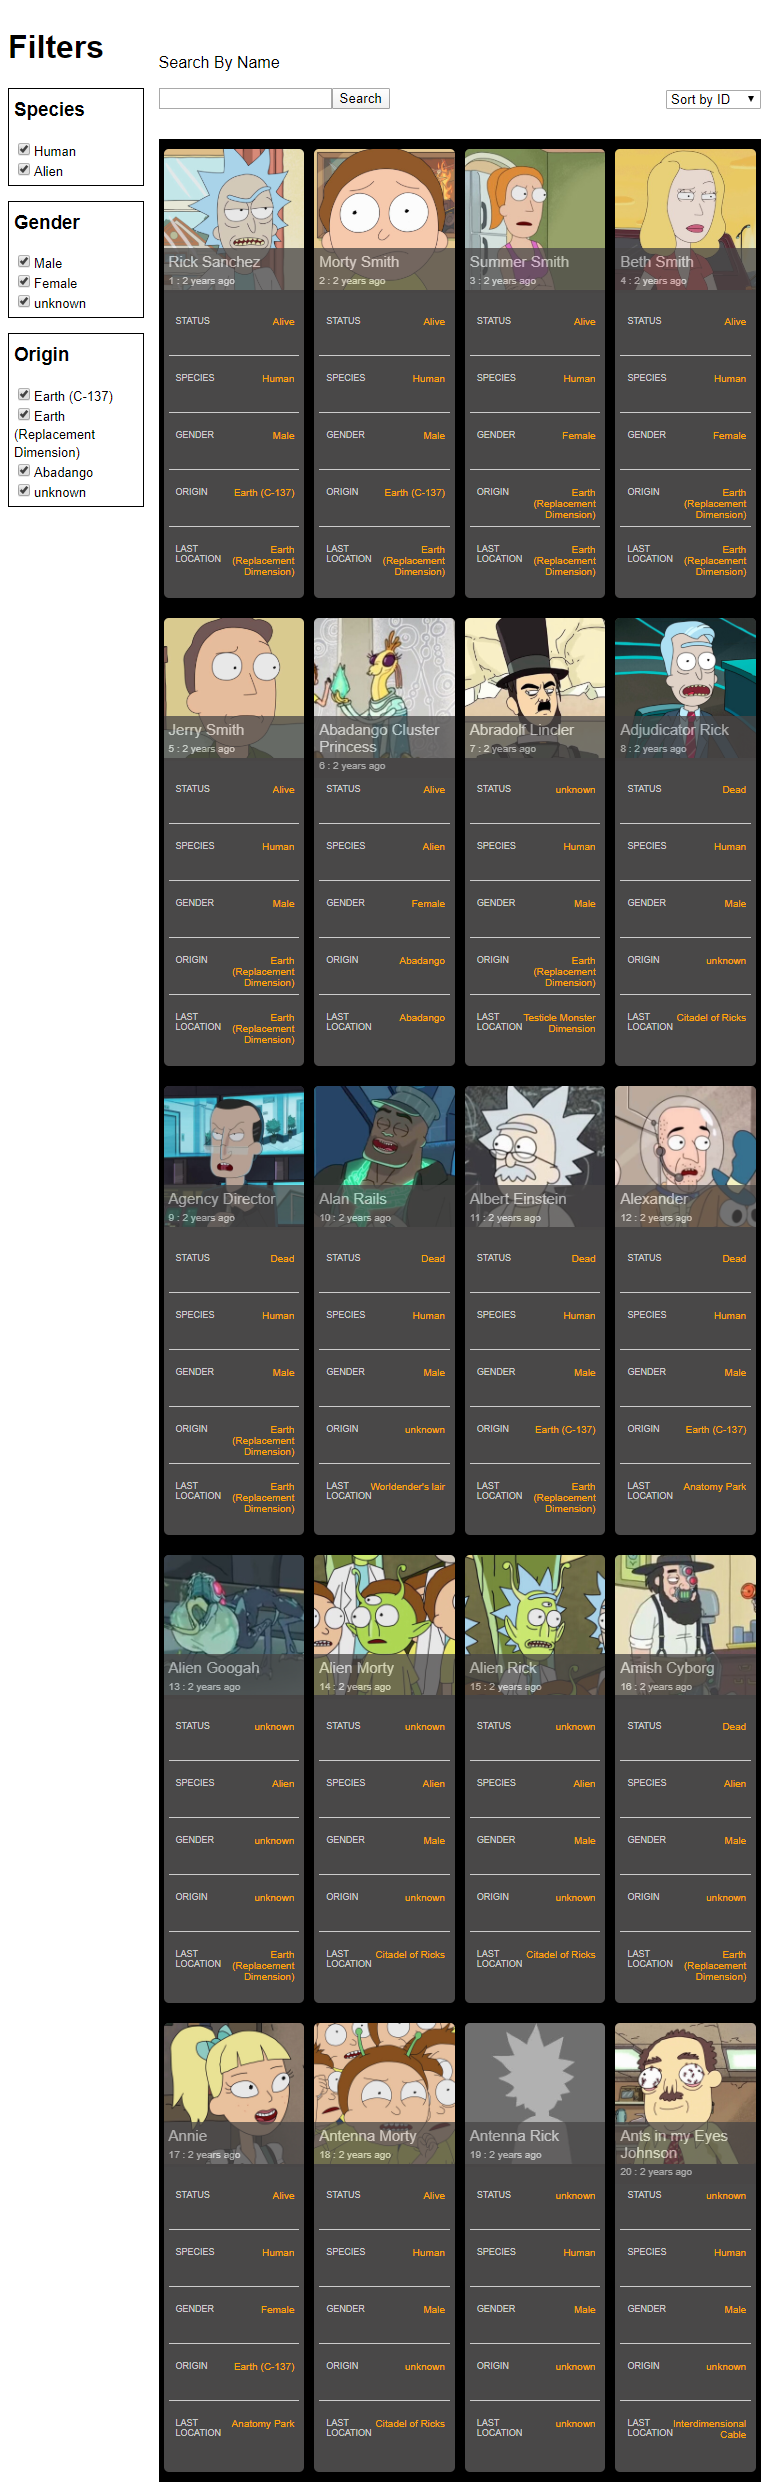 Filters
Species
Human
Alien
Gender
Male
Female
unknown
Origin
Earth (C-137)
Earth
(Replacement
Dimension)
Abadango
unknown
Search By Name
Search
Sort by ID
Rick Sanchez
1 : 2 years ago
STATUS Alive
SPECIES Human
GENDER Male
ORIGIN Earth (C-137)
LAST LOCATION Earth (Replacement Dimension)
Morty Smith
2 : 2 years ago
STATUS Alive
SPECIES Human
GENDER Male
ORIGIN Earth (C-137)
LAST LOCATION Earth (Replacement Dimension)
Summer Smith
3 : 2 years ago
STATUS Alive
SPECIES Human
GENDER Female
ORIGIN Earth (Replacement Dimension)
LAST LOCATION Earth (Replacement Dimension)
Beth Smith
4 : 2 years ago
STATUS Alive
SPECIES Human
GENDER Female
ORIGIN Earth (Replacement Dimension)
LAST LOCATION Earth (Replacement Dimension)
Jerry Smith
5 : 2 years ago
STATUS Alive
SPECIES Human
GENDER Male
ORIGIN Earth (Replacement Dimension)
LAST LOCATION Earth (Replacement Dimension)
Abadango Cluster
Princess
6 : 2 years ago
STATUS Alive
SPECIES Alien
GENDER Female
ORIGIN Abadango
LAST LOCATION Abadango
Abradolf Lincler
7 : 2 years ago
STATUS unknown
SPECIES Human
GENDER Male
ORIGIN Earth (Replacement Dimension)
LAST LOCATION Testicle Monster Dimension
Adjudicator Rick
8 : 2 years ago
STATUS Dead
SPECIES Human
GENDER Male
ORIGIN unknown
LAST LOCATION Citadel of Ricks
Agency Director
9 : 2 years ago
STATUS Dead
SPECIES Human
GENDER Male
ORIGIN Earth (Replacement Dimension)
LAST LOCATION Earth (Replacement Dimension)
Alan Rails
10 : 2 years ago
STATUS Dead
SPECIES Human
GENDER Male
ORIGIN unknown
LAST LOCATION Worldender's lair
Albert Einstein
11 : 2 years ago
STATUS Dead
SPECIES Human
GENDER Male
ORIGIN Earth (C-137)
LAST LOCATION Earth (Replacement Dimension)
Alexander
12 : 2 years ago
STATUS Dead
SPECIES Human
GENDER Male
ORIGIN Earth (C-137)
LAST LOCATION Anatomy Park
Alien Googah
13 : 2 years ago
STATUS unknown
SPECIES Alien
GENDER unknown
ORIGIN unknown
LAST LOCATION Earth (Replacement Dimension)
Alien Morty
14 : 2 years ago
STATUS unknown
SPECIES Alien
GENDER Male
ORIGIN unknown
LAST LOCATION Citadel of Ricks
Alien Rick
15 : 2 years ago
STATUS unknown
SPECIES Alien
GENDER Male
ORIGIN unknown
LAST LOCATION Citadel of Ricks
Amish Cyborg
16 : 2 years ago
STATUS Dead
SPECIES Alien
GENDER Male
ORIGIN unknown
LAST LOCATION Earth (Replacement Dimension)
Annie
17 : 2 years ago
STATUS Alive
SPECIES Human
GENDER Female
ORIGIN Earth (C-137)
LAST LOCATION Anatomy Park
Antenna Morty
18 : 2 years ago
STATUS Alive
SPECIES Human
GENDER Male
ORIGIN unknown
LAST LOCATION Citadel of Ricks
Antenna Rick
19 : 2 years ago
STATUS unknown
SPECIES Human
GENDER Male
ORIGIN unknown
LAST LOCATION unknown
Ants in my Eyes
Johnson
20 : 2 years ago
STATUS unknown
SPECIES Human
GENDER Male
ORIGIN unknown
LAST LOCATION Interdimensional Cable